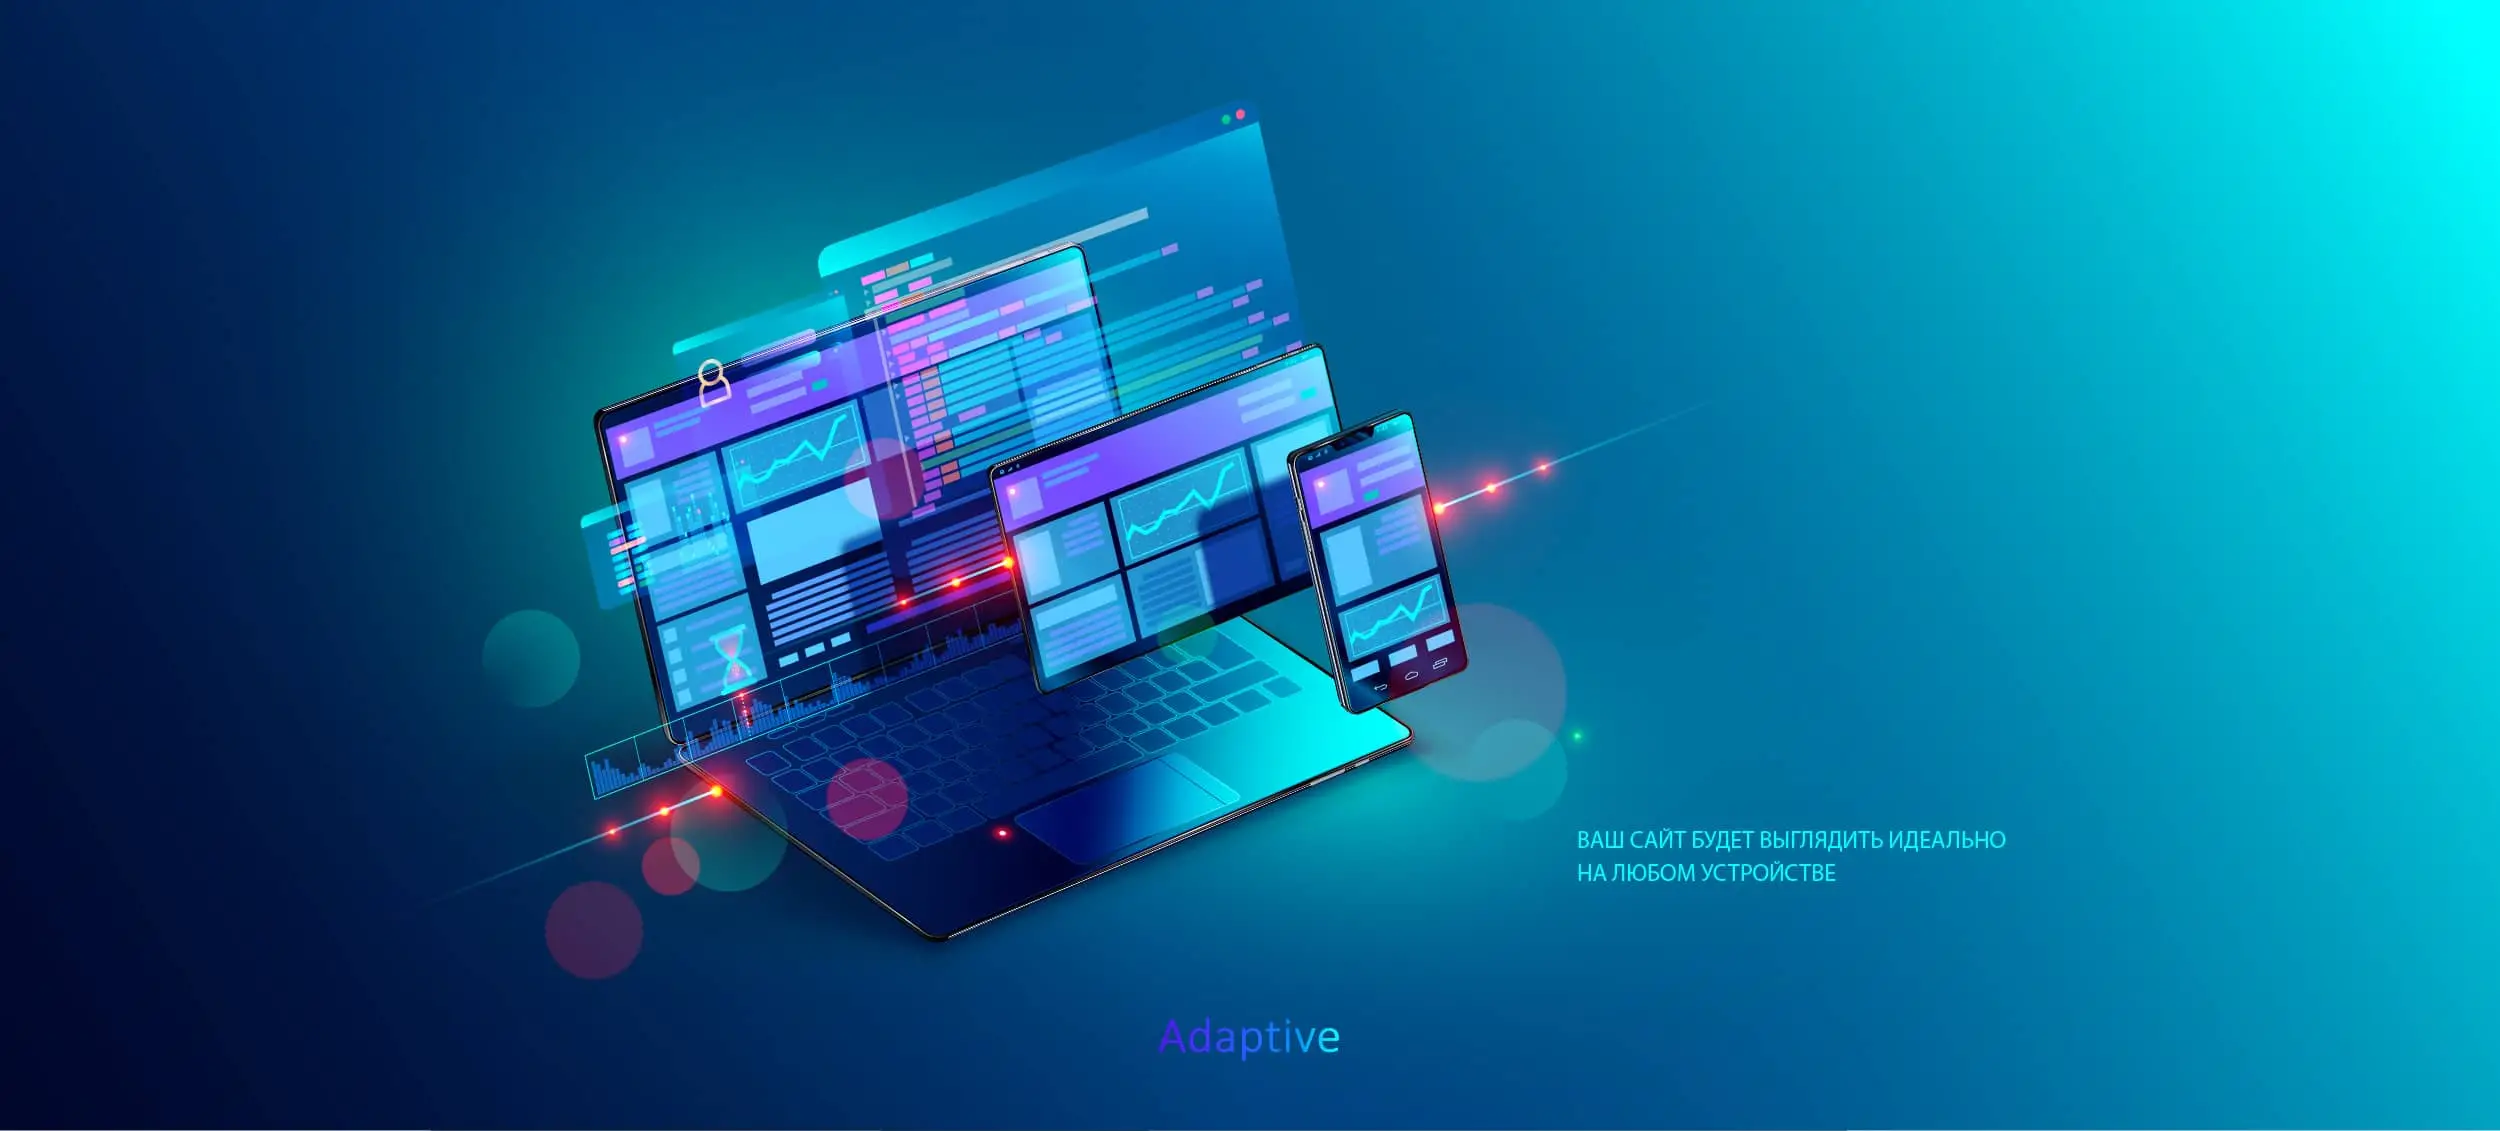 ВАШ САЙТ БУДЕТ ВЫГЛЯДИТЬ ИДЕАЛЬНО
НА ЛЮБОМ УСТРОЙСТВЕ
Adaptive